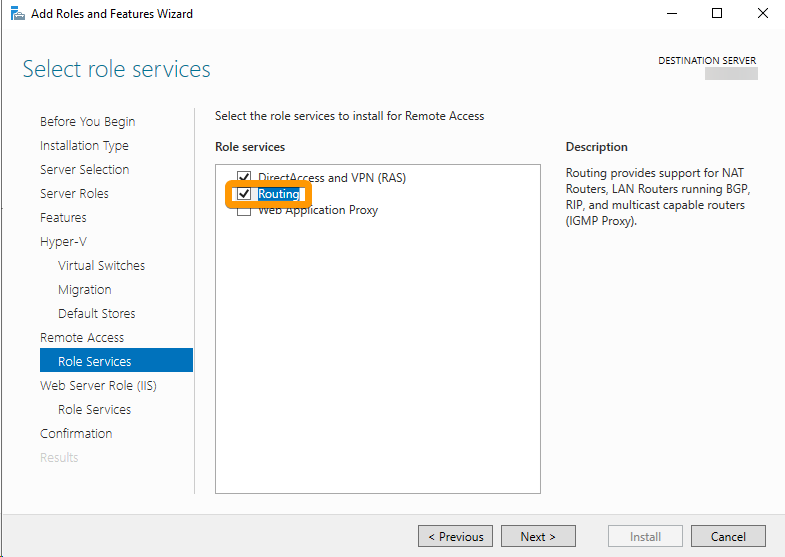 Add Roles and Features Wizard
Select role services
DESTINATION SERVER
Before You Begin
Installation Type
Server Selection
Server Roles
Features
Hyper-V
Virtual Switches
Migration
Default Stores
Remote Access
Role Services
Web Server Role (IIS)
Role Services
Confirmation
Results
Select the role services to install for Remote Access
Role services
DirectAccess and VPN (RAS)
Routing
Web Application Proxy
Description
Routing provides support for NAT
Routers, LAN Routers running BGP,
RIP, and multicast capable routers
(IGMP Proxy).
< Previous
Next >
Install
Cancel